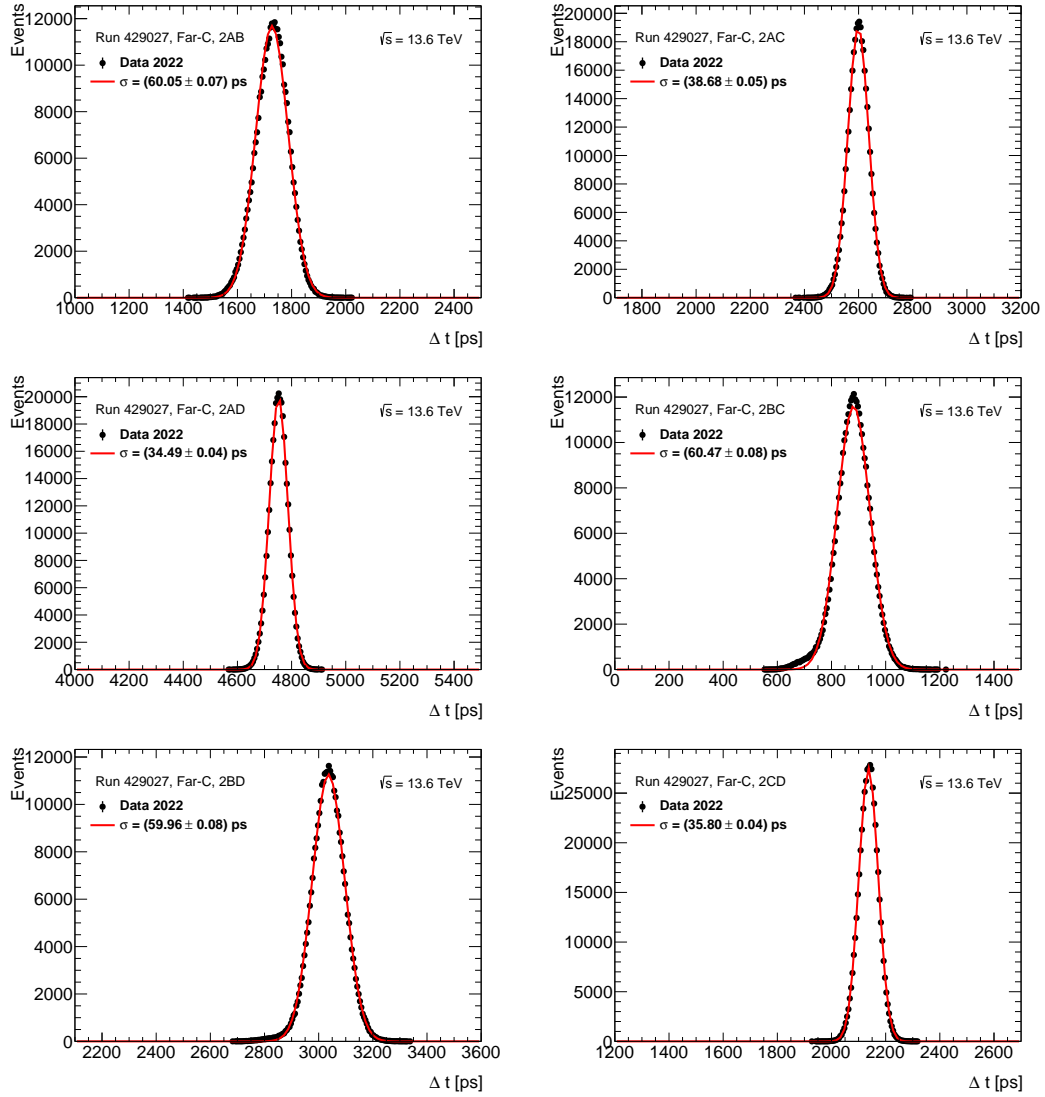 Events
12000
10000
8000
6000
4000
2000
0
Run 429027, Far-C, 2AB
√s = 13.6 TeV
Data 2022
σ = (60.05 ± 0.07) ps
1000 1200 1400 1600 1800 2000 2200 2400
Δ t [ps]
Events
20000
18000
16000
14000
12000
10000
8000
6000
4000
2000
0
Run 429027, Far-C, 2AC
√s = 13.6 TeV
Data 2022
σ = (38.68 ± 0.05) ps
1800 2000 2200 2400 2600 2800 3000 3200
Δ t [ps]
Events
20000
18000
16000
14000
12000
10000
8000
6000
4000
2000
0
Run 429027, Far-C, 2AD
√s = 13.6 TeV
Data 2022
σ = (34.49 ± 0.04) ps
4000 4200 4400 4600 4800 5000 5200 5400
Δ t [ps]
Events
12000
10000
8000
6000
4000
2000
0
Run 429027, Far-C, 2BC
√s = 13.6 TeV
Data 2022
σ = (60.47 ± 0.08) ps
0 200 400 600 800 1000 1200 1400
Δ t [ps]
Events
12000
10000
8000
6000
4000
2000
0
Run 429027, Far-C, 2BD
√s = 13.6 TeV
Data 2022
σ = (59.96 ± 0.08) ps
2200 2400 2600 2800 3000 3200 3400 3600
Δ t [ps]
Events
25000
20000
15000
10000
5000
0
Run 429027, Far-C, 2CD
√s = 13.6 TeV
Data 2022
σ = (35.80 ± 0.04) ps
1200 1400 1600 1800 2000 2200 2400 2600
Δ t [ps]